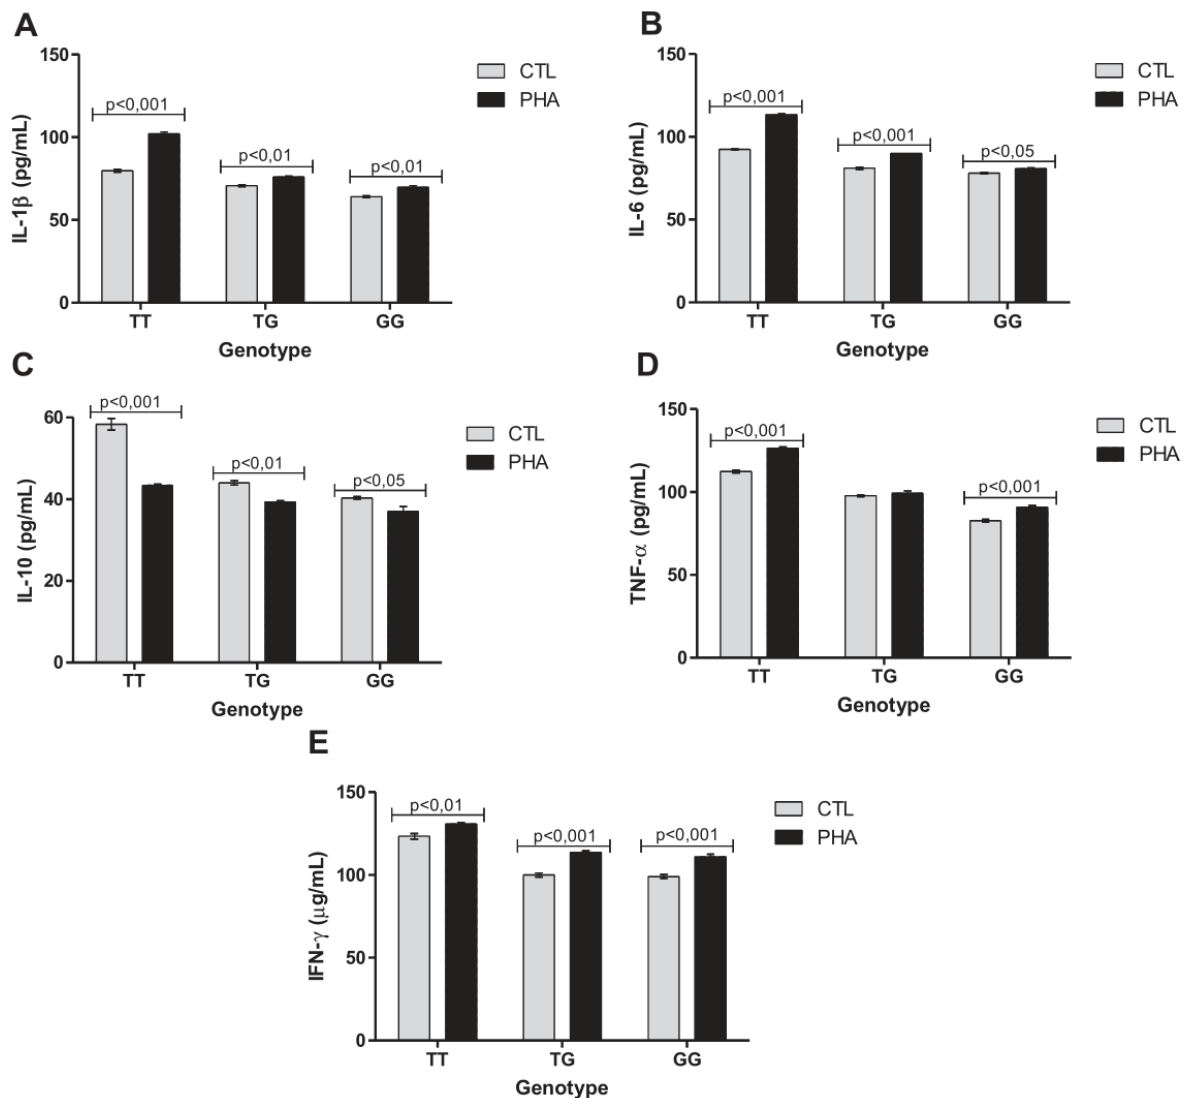 A
150
100
50
0
IL-1β (pg/mL)
p<0,001
p<0,01
p<0,01
CTL
PHA
TT TG GG
Genotype
B
150
100
50
0
IL-6 (pg/mL)
p<0,001
p<0,001
p<0,05
CTL
PHA
TT TG GG
Genotype
C
60
40
20
0
IL-10 (pg/mL)
p<0,001
p<0,01
p<0,05
CTL
PHA
TT TG GG
Genotype
D
150
100
50
0
TNF-α (pg/mL)
p<0,001
p<0,001
CTL
PHA
TT TG GG
Genotype
E
150
100
50
0
IFN-γ (µg/mL)
p<0,01
p<0,001
p<0,001
CTL
PHA
TT TG GG
Genotype